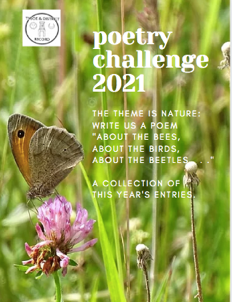 poetry
challenge
2021
THE THEME IS NATURE:
WRITE US A POEM
"ABOUT THE BEES,
ABOUT THE BIRDS,
ABOUT THE BEETLES. . . "
A COLLECTION OF
THIS YEAR'S ENTRIES.